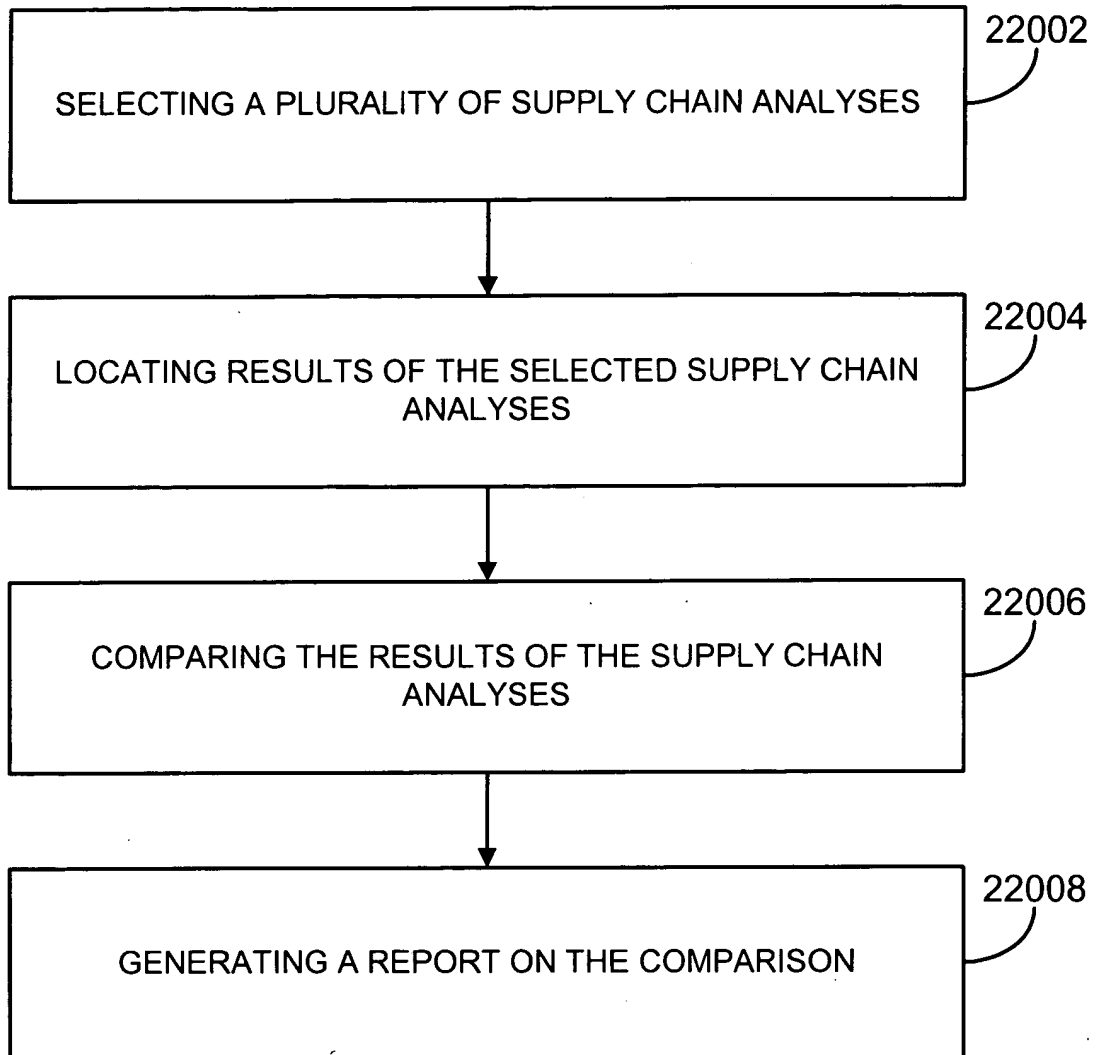 22002
SELECTING A PLURALITY OF SUPPLY CHAIN ANALYSES
22004
LOCATING RESULTS OF THE SELECTED SUPPLY CHAIN
ANALYSES
22006
COMPARING THE RESULTS OF THE SUPPLY CHAIN
ANALYSES
22008
GENERATING A REPORT ON THE COMPARISON